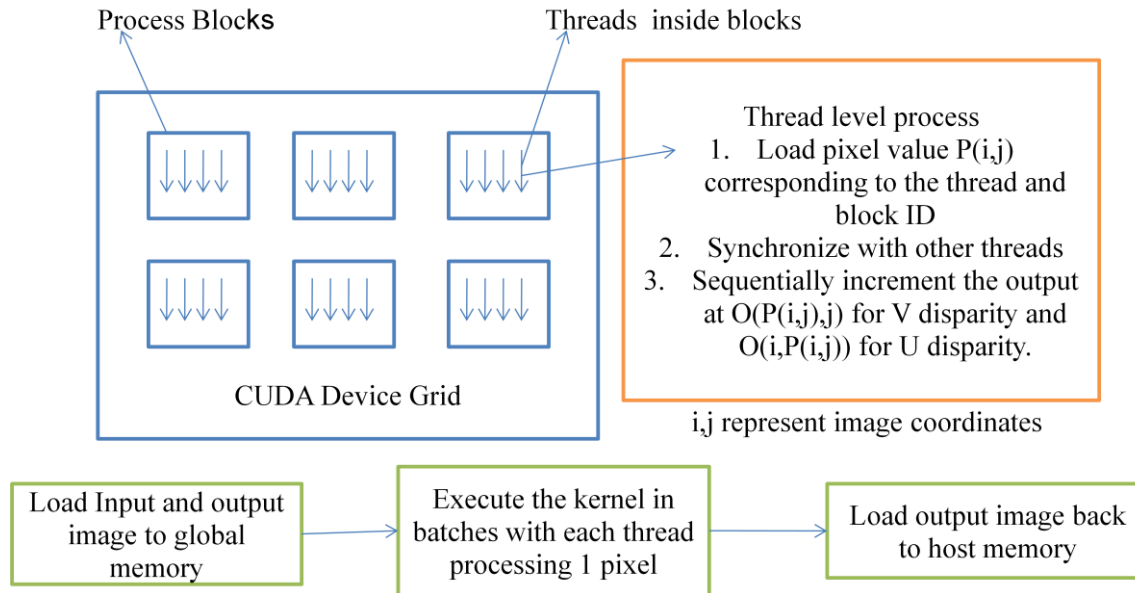 Process Blocks
Threads inside blocks
Thread level process
1. Load pixel value P(i,j)
corresponding to the thread and
block ID
2. Synchronize with other threads
3. Sequentially increment the output
at O(P(i,j),j) for V disparity and
O(i,P(i,j)) for U disparity.
CUDA Device Grid
i,j represent image coordinates
Load Input and output
image to global
memory
Execute the kernel in
batches with each thread
processing 1 pixel
Load output image back
to host memory